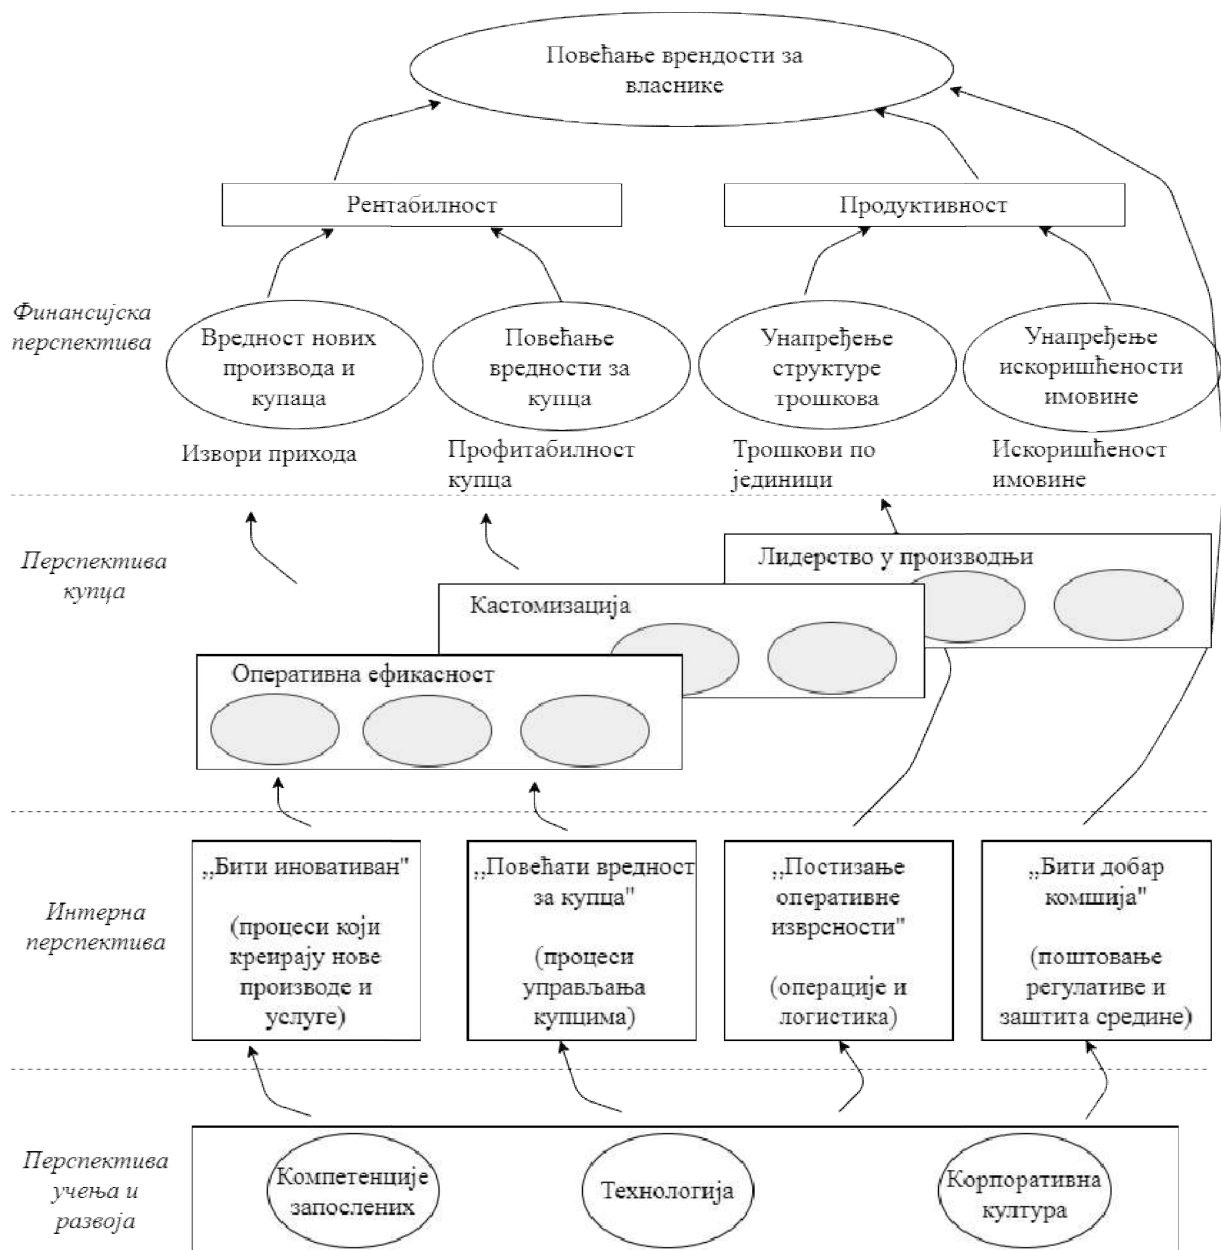 Повећање врендости за
власнике
Рентабилност
Продуктивност
Финансијска
перспектива
Вредност нових
производа и
купаца
Повећање
вредности за
купца
Унапређење
структуре
трошкова
Унапређење
искоришћености
имовине
Извори прихода
Профитабилност
купца
Трошкови по
јединици
Искоришћеност
имовине
Перспектива
купца
Лидерство у производњи
Кастомизација
Оперативна ефикасност
Интерна
перспектива
,,Бити иновативан"
(процеси који
креирају нове
производе и
услуге)
,,Повећати вредност
за купца"
(процеси
управљања
купцима)
,,Постизање
оперативне
изврсности"
(операције и
логистика)
,,Бити добар
комшија"
(поштовање
регулативе и
заштита средине)
Перспектива
учења и
развоја
Компетенције
запослених
Технологија
Корпоративна
култура